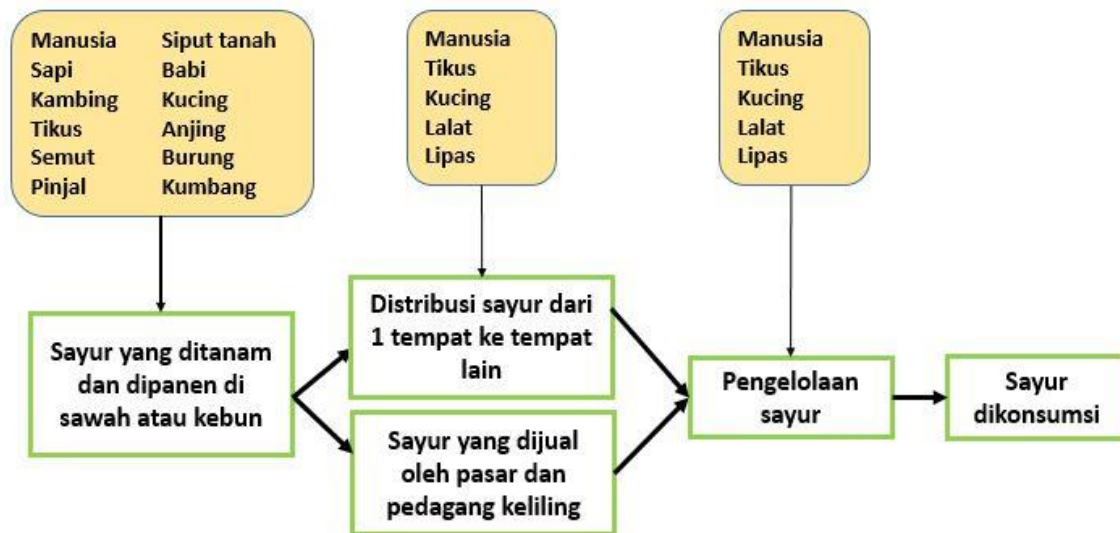 Manusia
Sapi
Kambing
Tikus
Semut
Pinjal
Siput tanah
Babi
Kucing
Anjing
Burung
Kumbang
Manusia
Tikus
Kucing
Lalat
Lipas
Manusia
Tikus
Kucing
Lalat
Lipas
Sayur yang ditanam
dan dipanen di
sawah atau kebun
Distribusi sayur dari
1 tempat ke tempat
lain
Sayur yang dijual
oleh pasar dan
pedagang keliling
Pengelolaan
sayur
Sayur
dikonsumsi